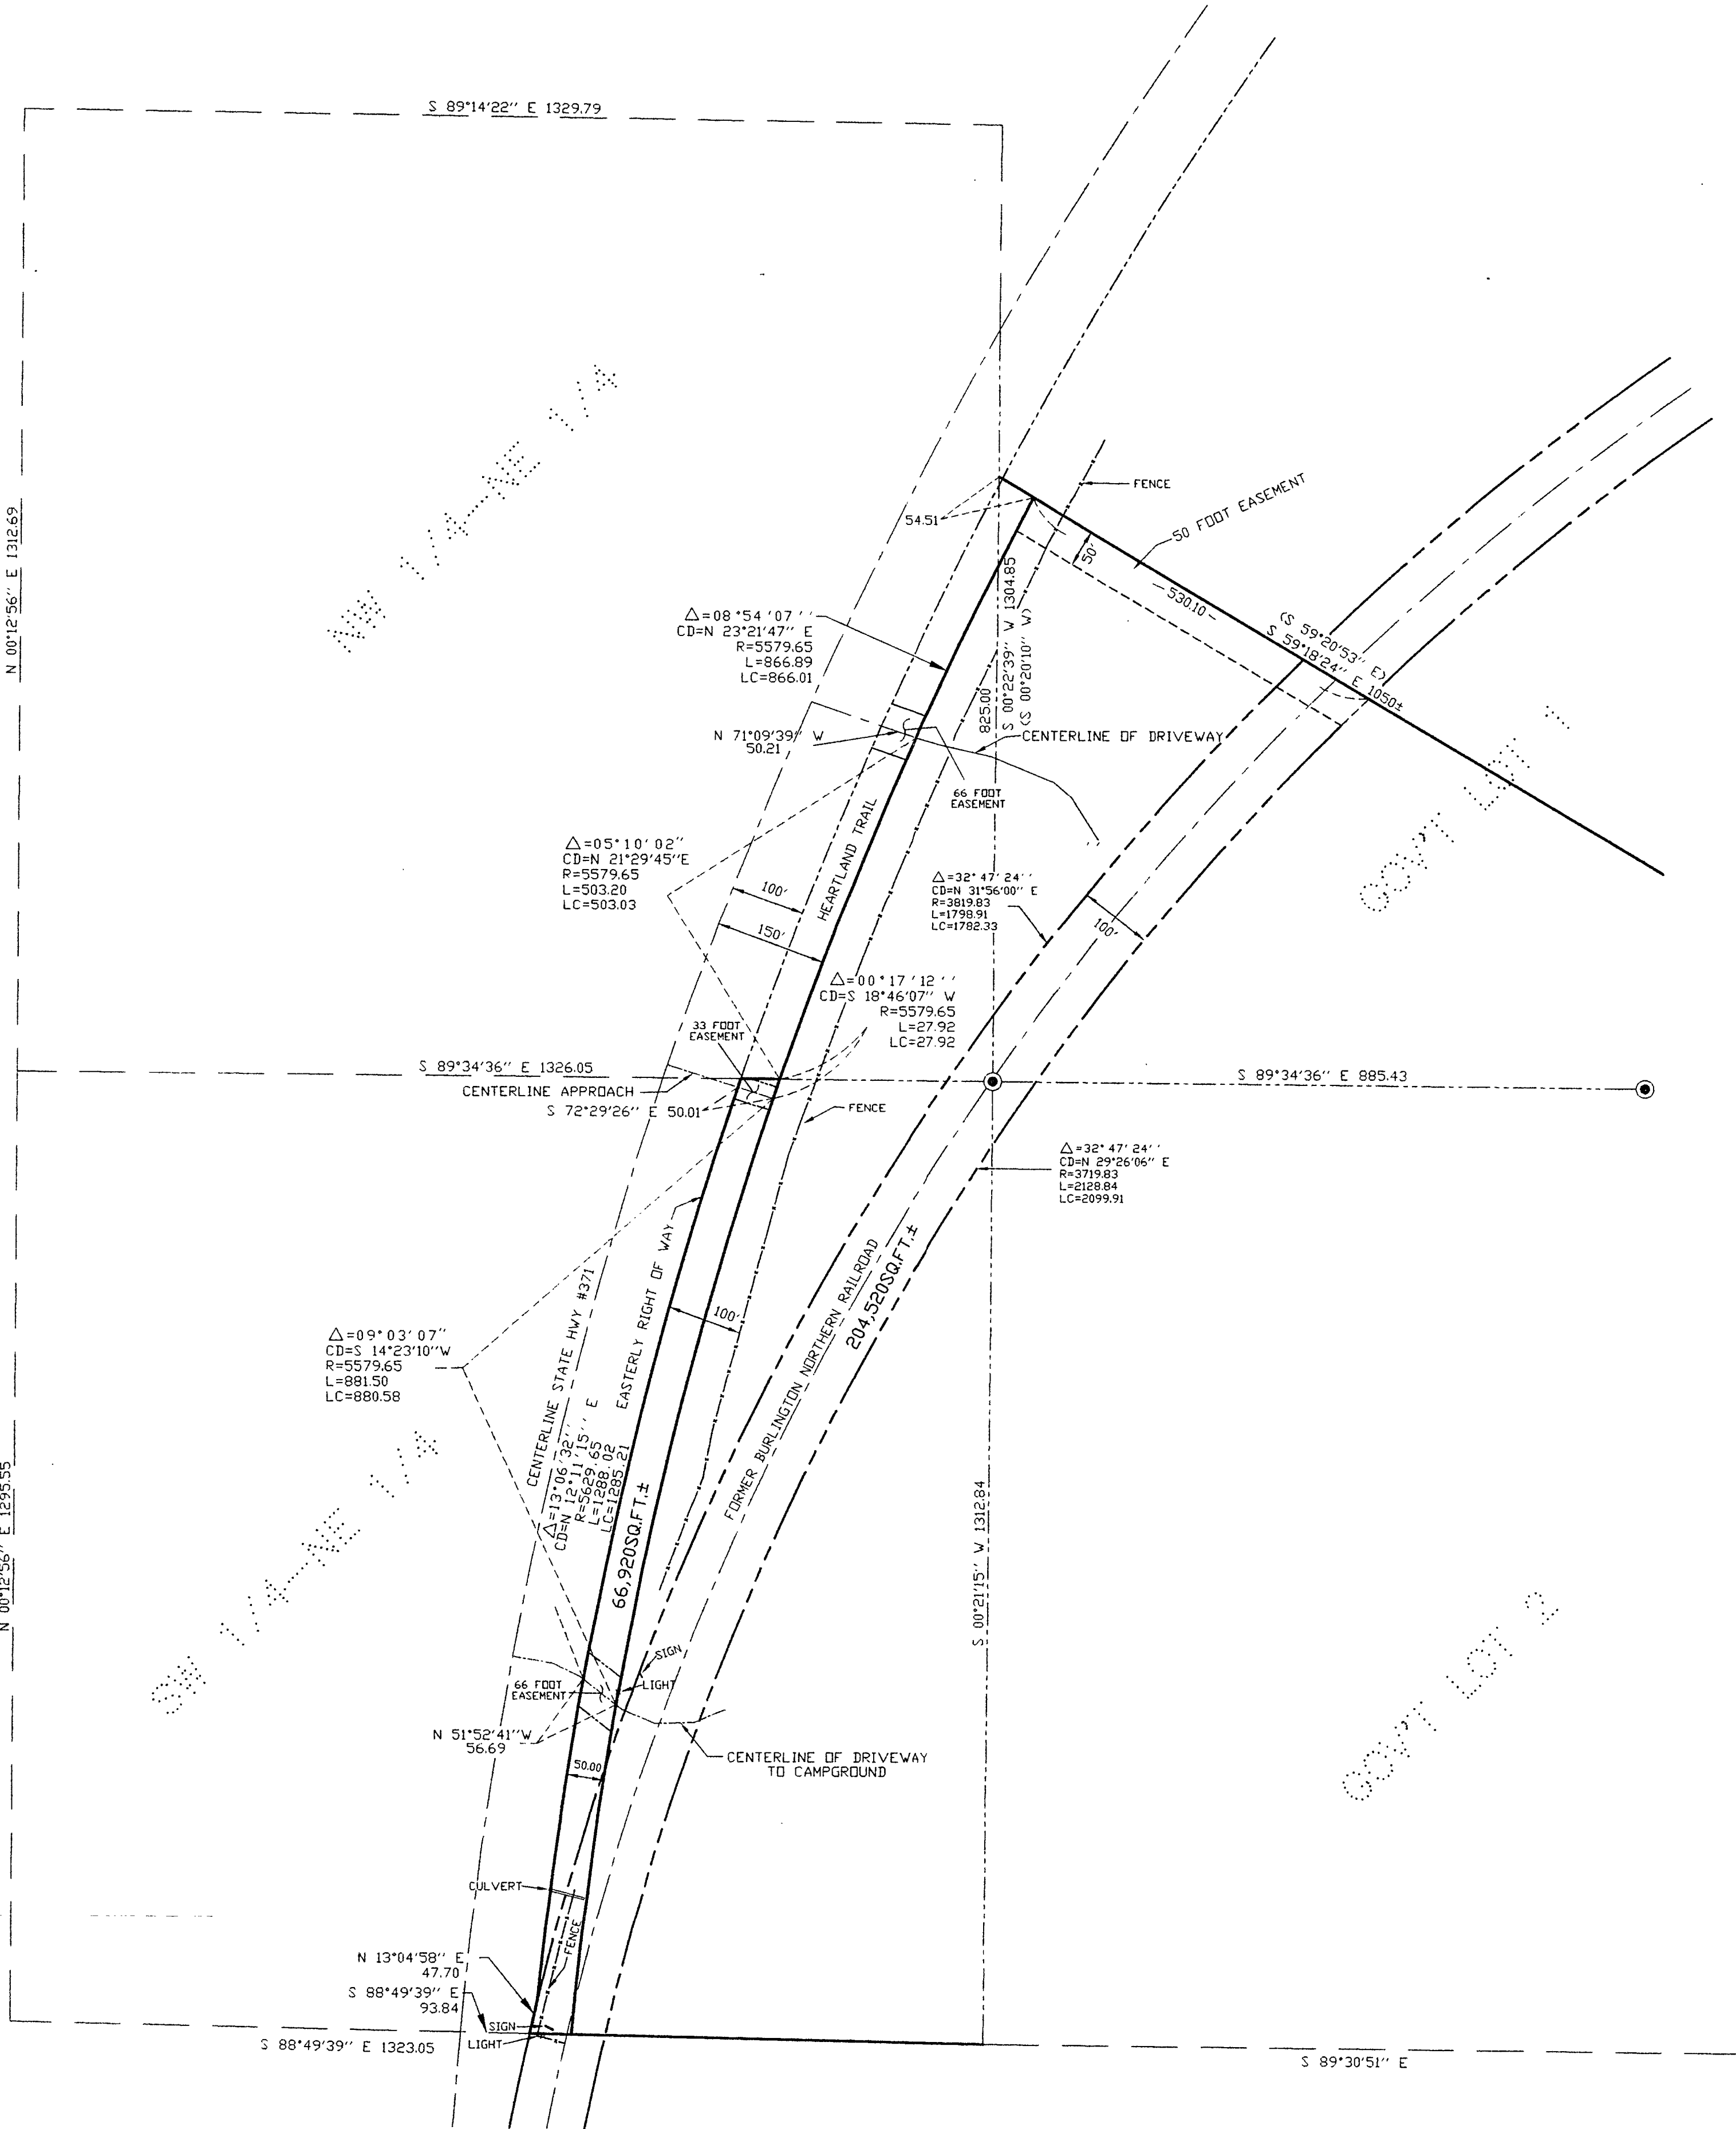 S 89°14'22" E 1329.79
N 00°12'56" E 1312.69
NW 1/4-NE 1/4
FENCE
50 FOOT EASEMENT
54.51
50'
530.10
(S 59°20'53" E)
S 59°18'24" E 1050±
△=08°54'07"
CD=N 23°21'47" E
R=5579.65
L=866.89
LC=866.01
825.00
S 00°22'39" W 1304.85
(S 00°20'10" W)
N 71°09'39" W
50.21
CENTERLINE OF DRIVEWAY
GOV'T LOT 1
66 FOOT
EASEMENT
HEARTLAND TRAIL
△=05°10'02"
CD=N 21°29'45"E
R=5579.65
L=503.20
LC=503.03
100'
150'
△=32°47'24"
CD=N 31°56'00" E
R=3819.83
L=1798.91
LC=1782.33
100'
△=00°17'12"
CD=S 18°46'07" W
R=5579.65
L=27.92
LC=27.92
33 FOOT
EASEMENT
S 89°34'36" E 1326.05
S 89°34'36" E 885.43
CENTERLINE APPROACH
S 72°29'26" E 50.01
FENCE
△=32°47'24"
CD=N 29°26'06" E
R=3719.83
L=2128.84
LC=2099.91
CENTERLINE STATE HWY #371
EASTERLY RIGHT OF WAY
100'
FORMER BURLINGTON NORTHERN RAILROAD
204,520SQ.FT.±
△=09°03'07"
CD=S 14°23'10"W
R=5579.65
L=881.50
LC=880.58
△=13°06'32"
CD=N 12°11'15" E
R=5629.65
L=1288.02
LC=1285.21
66,920SQ.FT.±
N 00°12'56" E 1295.55
SW 1/4-NE 1/4
S 00°21'15" W 1312.84
GOV'T LOT 2
SIGN
LIGHT
66 FOOT
EASEMENT
N 51°52'41"W
56.69
CENTERLINE OF DRIVEWAY
TO CAMPGROUND
50.00
CULVERT
FENCE
N 13°04'58" E
47.70
S 88°49'39" E
93.84
SIGN
LIGHT
S 88°49'39" E 1323.05
S 89°30'51" E